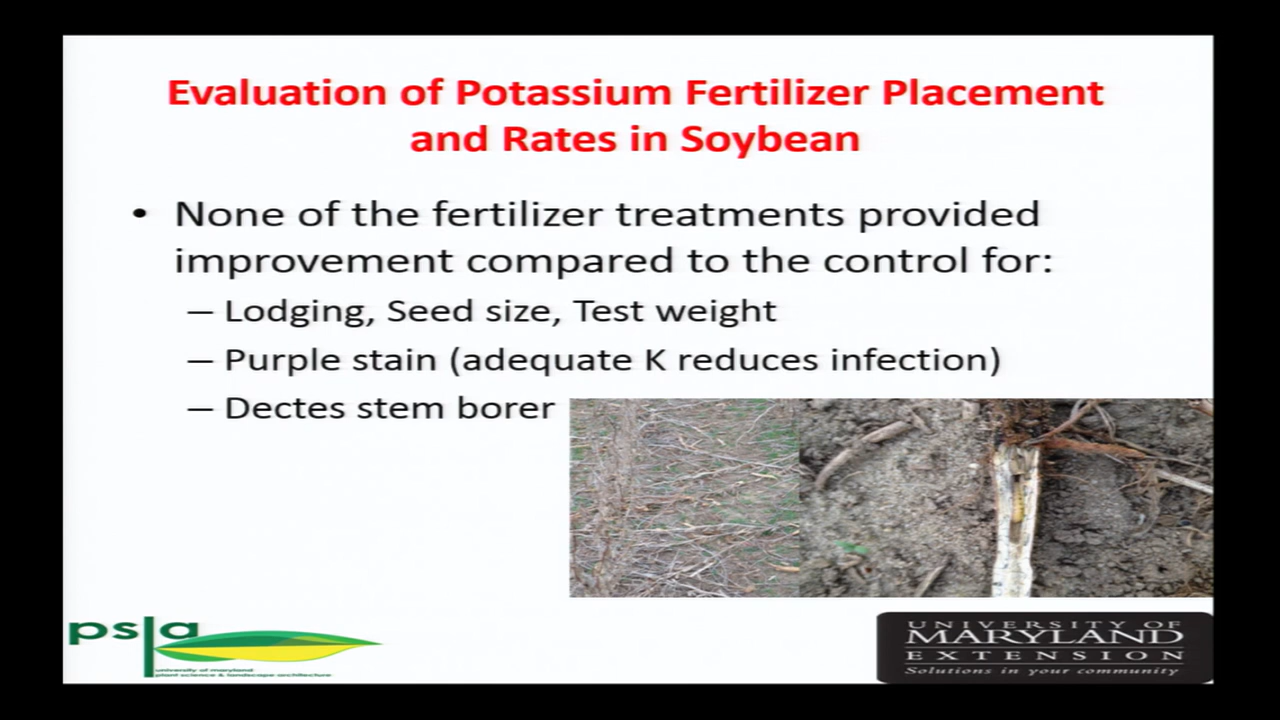 Evaluation of Potassium Fertilizer Placement
and Rates in Soybean
• None of the fertilizer treatments provided
improvement compared to the control for:
– Lodging, Seed size, Test weight
– Purple stain (adequate K reduces infection)
– Dectes stem borer
psla
university of maryland
plant science & landscape architecture
UNIVERSITY OF
MARYLAND
EXTENSION
Solutions in your community